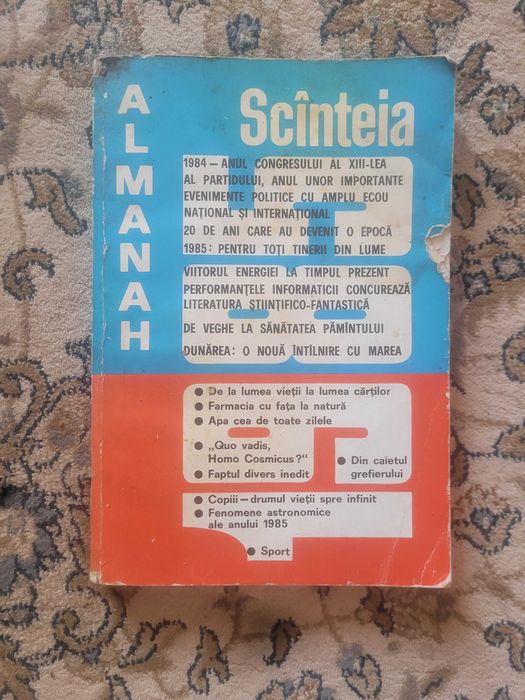 ALMANAH
Scînteia
1984 — ANUL CONGRESULUI AL XIII-LEA
AL PARTIDULUI, ANUL UNOR IMPORTANTE
EVENIMENTE POLITICE CU AMPLU ECOU
NAȚIONAL ȘI INTERNAȚIONAL
20 DE ANI CARE AU DEVENIT O EPOCĂ
1985: PENTRU TOȚI TINERII DIN LUME
VIITORUL ENERGIEI LA TIMPUL PREZENT
PERFORMANȚELE INFORMATICII CONCUREAZĂ
LITERATURA ȘTIINȚIFICO-FANTASTICĂ
DE VEGHE LA SĂNĂTATEA PĂMÎNTULUI
DUNĂREA: O NOUĂ ÎNTÎLNIRE CU MAREA
● De la lumea vieții la lumea cărților
● Farmacia cu fața la natură
● Apa cea de toate zilele
● „Quo vadis,
Homo Cosmicus?"
● Faptul divers inedit
● Din caietul
grefierului
● Copiii — drumul vieții spre infinit
● Fenomene astronomice
ale anului 1985
● Sport